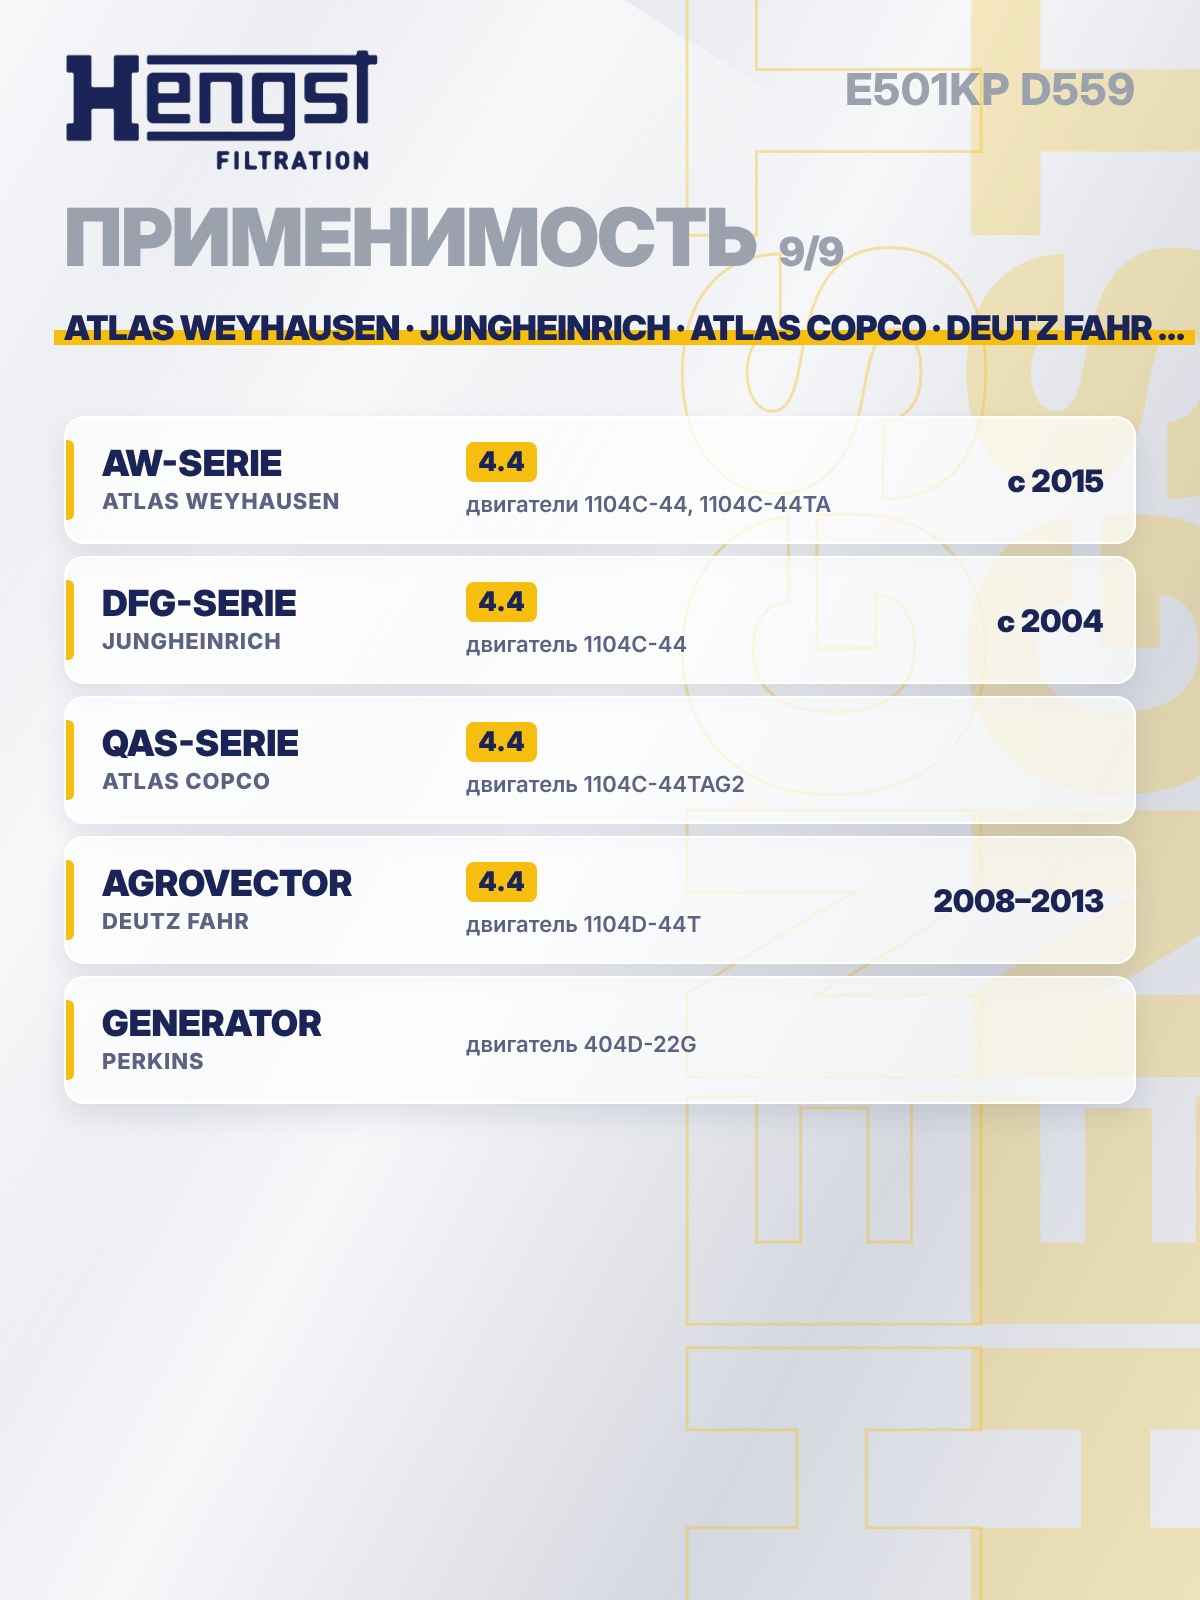 Hengst
FILTRATION
E501KP D559
ПРИМЕНИМОСТЬ 9/9
ATLAS WEYHAUSEN · JUNGHEINRICH · ATLAS COPCO · DEUTZ FAHR ...
AW-SERIE
ATLAS WEYHAUSEN
4.4
двигатели 1104C-44, 1104C-44TA
с 2015
DFG-SERIE
JUNGHEINRICH
4.4
двигатель 1104C-44
с 2004
QAS-SERIE
ATLAS COPCO
4.4
двигатель 1104C-44TAG2
AGROVECTOR
DEUTZ FAHR
4.4
двигатель 1104D-44T
2008–2013
GENERATOR
PERKINS
двигатель 404D-22G
HENGST
HENGST